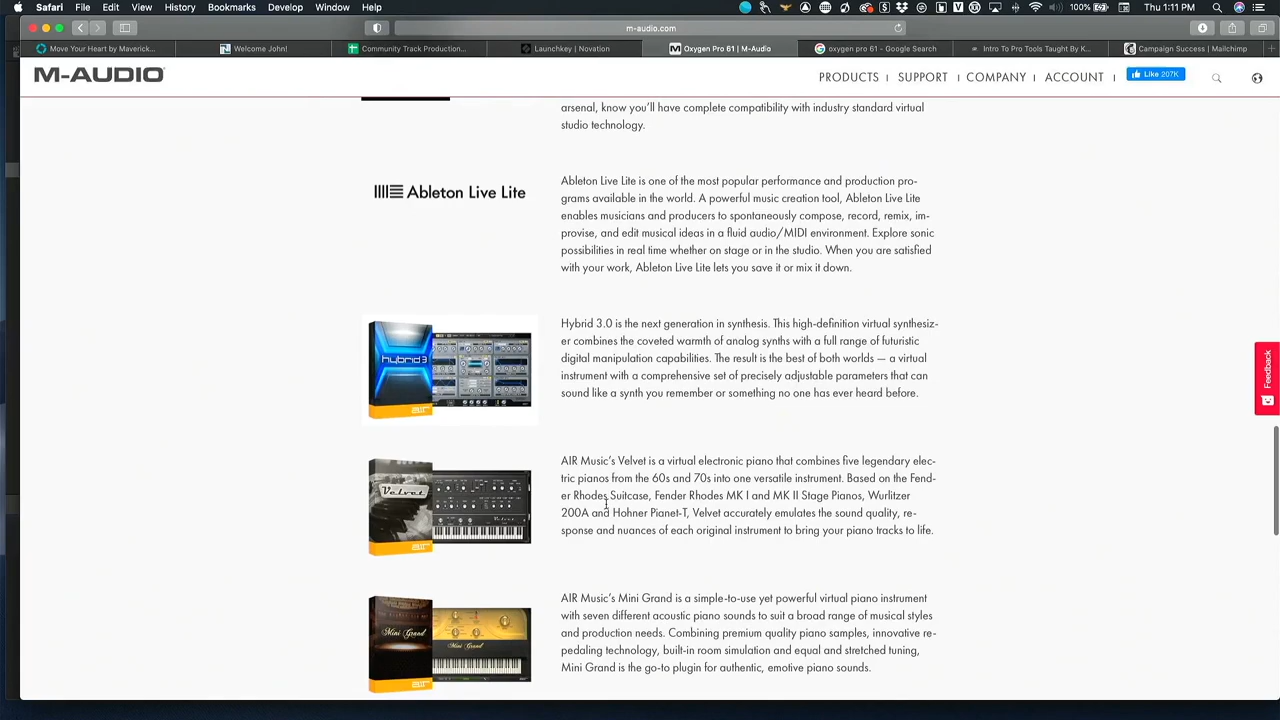 Safari File Edit View History Bookmarks Develop Window Help 100% Thu 1:11 PM
m-audio.com
Move Your Heart by Maverick... Welcome John! Community Track Production... Launchkey | Novation Oxygen Pro 61 | M-Audio oxygen pro 61 - Google Search Intro To Pro Tools Taught By K... Campaign Success | Mailchimp
M-AUDIO PRODUCTS SUPPORT COMPANY ACCOUNT Like 207K
arsenal, know you'll have complete compatibility with industry standard virtual
studio technology.
Ableton Live Lite
Ableton Live Lite is one of the most popular performance and production pro-
grams available in the world. A powerful music creation tool, Ableton Live Lite
enables musicians and producers to spontaneously compose, record, remix, im-
provise, and edit musical ideas in a fluid audio/MIDI environment. Explore sonic
possibilities in real time whether on stage or in the studio. When you are satisfied
with your work, Ableton Live Lite lets you save it or mix it down.
hybrid 3
air
Hybrid 3.0 is the next generation in synthesis. This high-definition virtual synthesiz-
er combines the coveted warmth of analog synths with a full range of futuristic
digital manipulation capabilities. The result is the best of both worlds — a virtual
instrument with a comprehensive set of precisely adjustable parameters that can
sound like a synth you remember or something no one has ever heard before.
Feedback
Velvet
air
AIR Music's Velvet is a virtual electronic piano that combines five legendary elec-
tric pianos from the 60s and 70s into one versatile instrument. Based on the Fend-
er Rhodes Suitcase, Fender Rhodes MK I and MK II Stage Pianos, Wurlitzer
200A and Hohner Pianet-T, Velvet accurately emulates the sound quality, re-
sponse and nuances of each original instrument to bring your piano tracks to life.
Mini Grand
Mini Grand
air
AIR Music's Mini Grand is a simple-to-use yet powerful virtual piano instrument
with seven different acoustic piano sounds to suit a broad range of musical styles
and production needs. Combining premium quality piano samples, innovative re-
pedaling technology, built-in room simulation and equal and stretched tuning,
Mini Grand is the go-to plugin for authentic, emotive piano sounds.